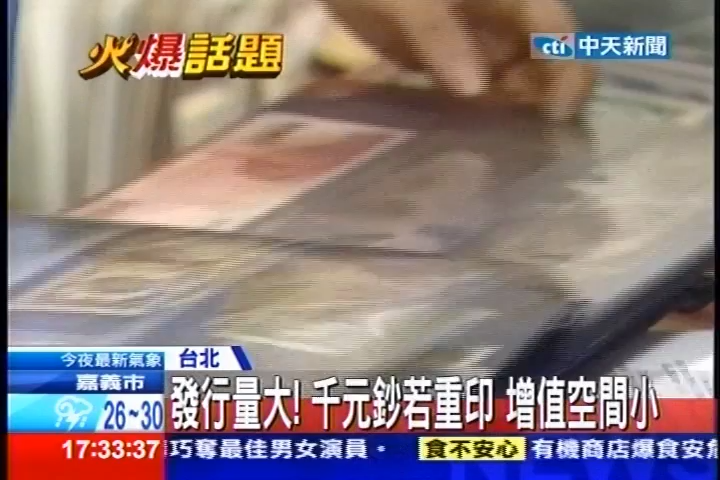 火爆話題
cti 中天新聞
今夜最新氣象
台北
嘉義市
26~30
發行量大! 千元鈔若重印 增值空間小
17:33:37
巧奪最佳男女演員。
食不安心
有機商店爆食安
NEWS